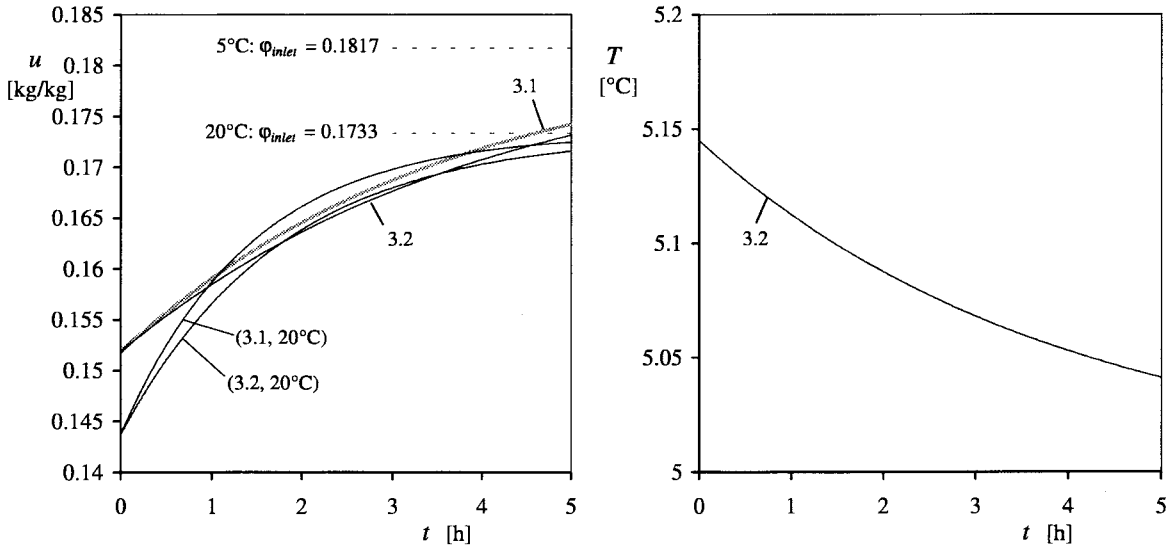 0.185
u
[kg/kg]
0.18
0.175
0.17
0.165
0.16
0.155
0.15
0.145
0.14
5°C: φinlet = 0.1817
3.1
20°C: φinlet = 0.1733
3.2
(3.1, 20°C)
(3.2, 20°C)
0 1 2 3 4 5
t [h]
5.2
T
[°C]
5.15
5.1
5.05
5
3.2
0 1 2 3 4 5
t [h]